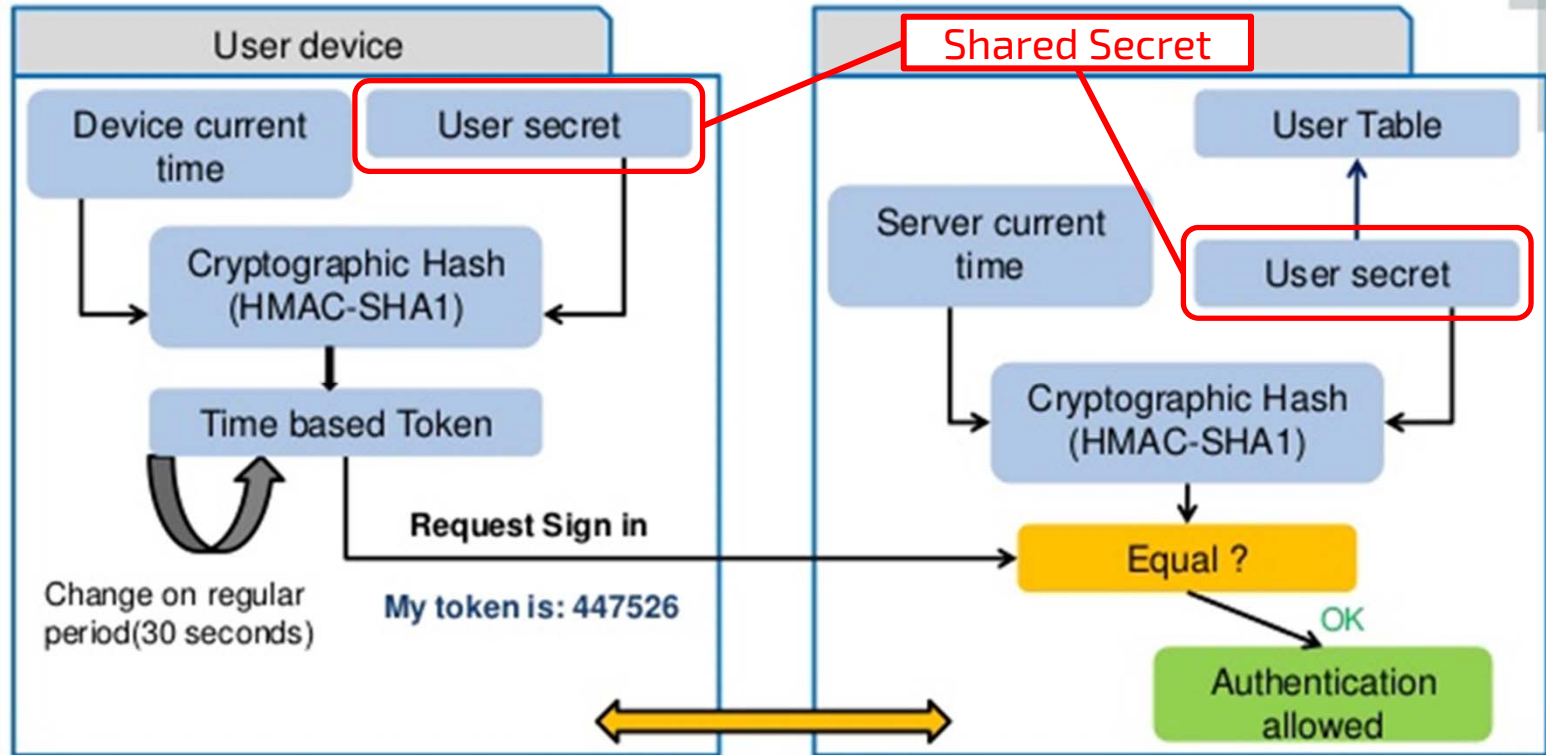 User device
Shared Secret
Device current
time
User secret
Cryptographic Hash
(HMAC-SHA1)
Time based Token
Change on regular
period(30 seconds)
Request Sign in
My token is: 447526
User Table
Server current
time
User secret
Cryptographic Hash
(HMAC-SHA1)
Equal ?
OK
Authentication
allowed